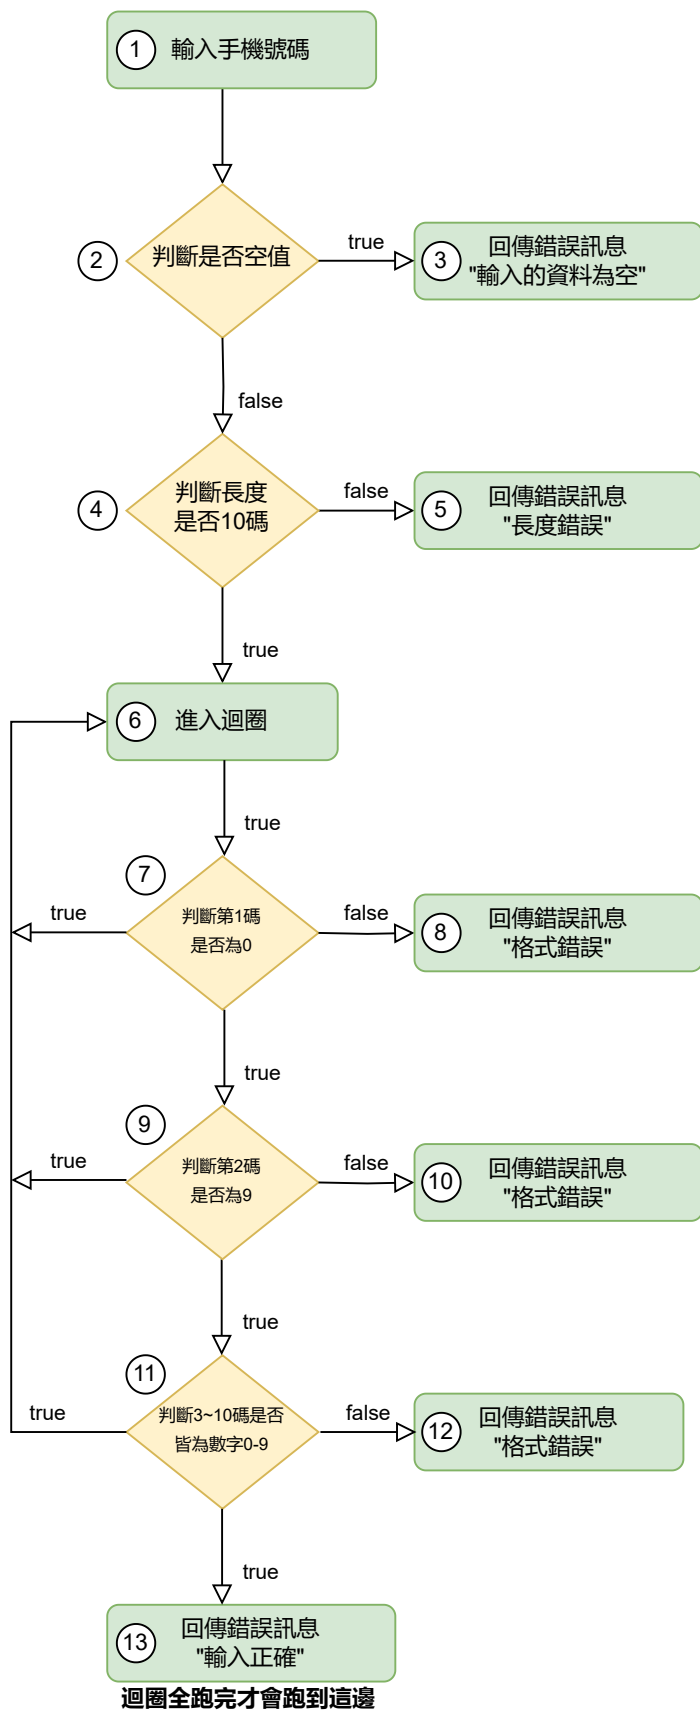 1 輸入手機號碼
2
判斷是否空值
true
3
回傳錯誤訊息
"輸入的資料為空"
false
4
判斷長度
是否10碼
false
5
回傳錯誤訊息
"長度錯誤"
true
6 進入迴圈
true
7
判斷第1碼
是否為0
true
false
8
回傳錯誤訊息
"格式錯誤"
true
9
判斷第2碼
是否為9
true
false
10
回傳錯誤訊息
"格式錯誤"
true
11
判斷3~10碼是否
皆為數字0-9
true
false
12
回傳錯誤訊息
"格式錯誤"
true
13
回傳錯誤訊息
"輸入正確"
迴圈全跑完才會跑到這邊